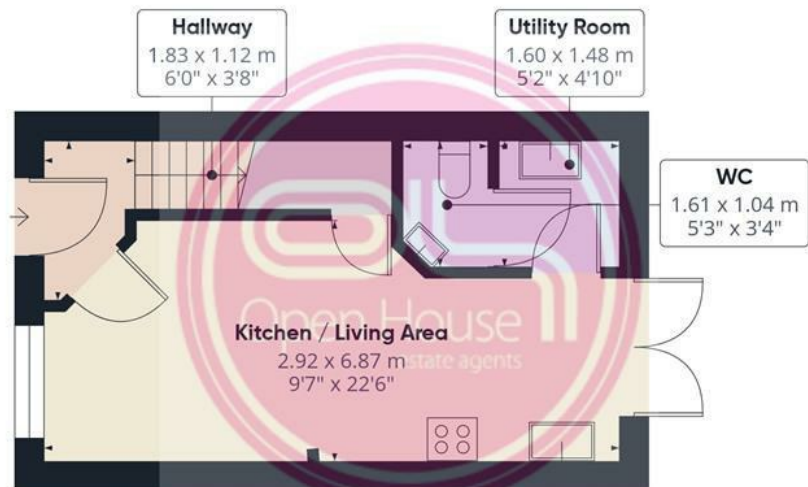 Hallway
1.83 x 1.12 m
6'0" x 3'8"
Utility Room
1.60 x 1.48 m
5'2" x 4'10"
WC
1.61 x 1.04 m
5'3" x 3'4"
Open House
estate agents
Kitchen / Living Area
2.92 x 6.87 m
9'7" x 22'6"